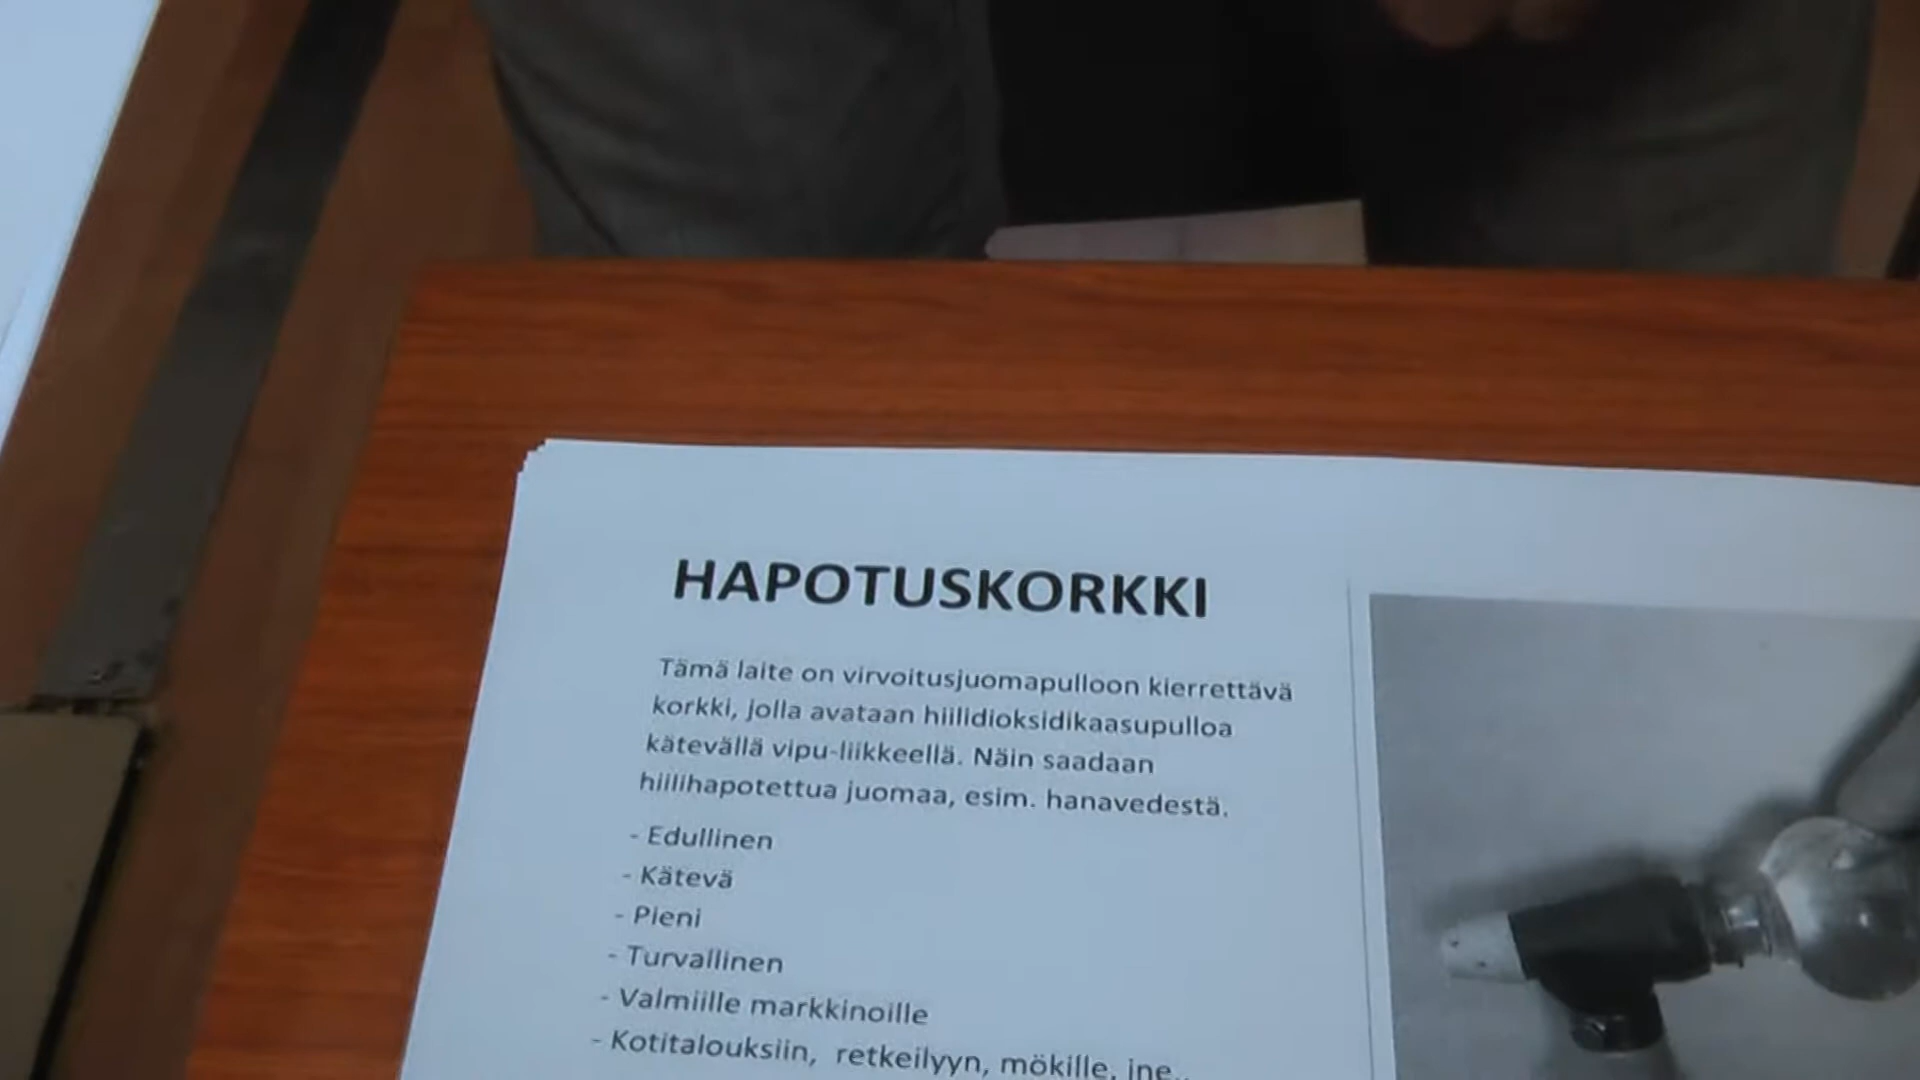 HAPOTUSKORKKI
Tämä laite on virvoitusjuomapulloon kierrettävä
korkki, jolla avataan hiilidioksidikaasupulloa
kätevällä vipu-liikkeellä. Näin saadaan
hiilihapotettua juomaa, esim. hanavedestä.
- Edullinen
- Kätevä
- Pieni
- Turvallinen
- Valmiille markkinoille
- Kotitalouksiin, retkeilyyn, mökille, jne..